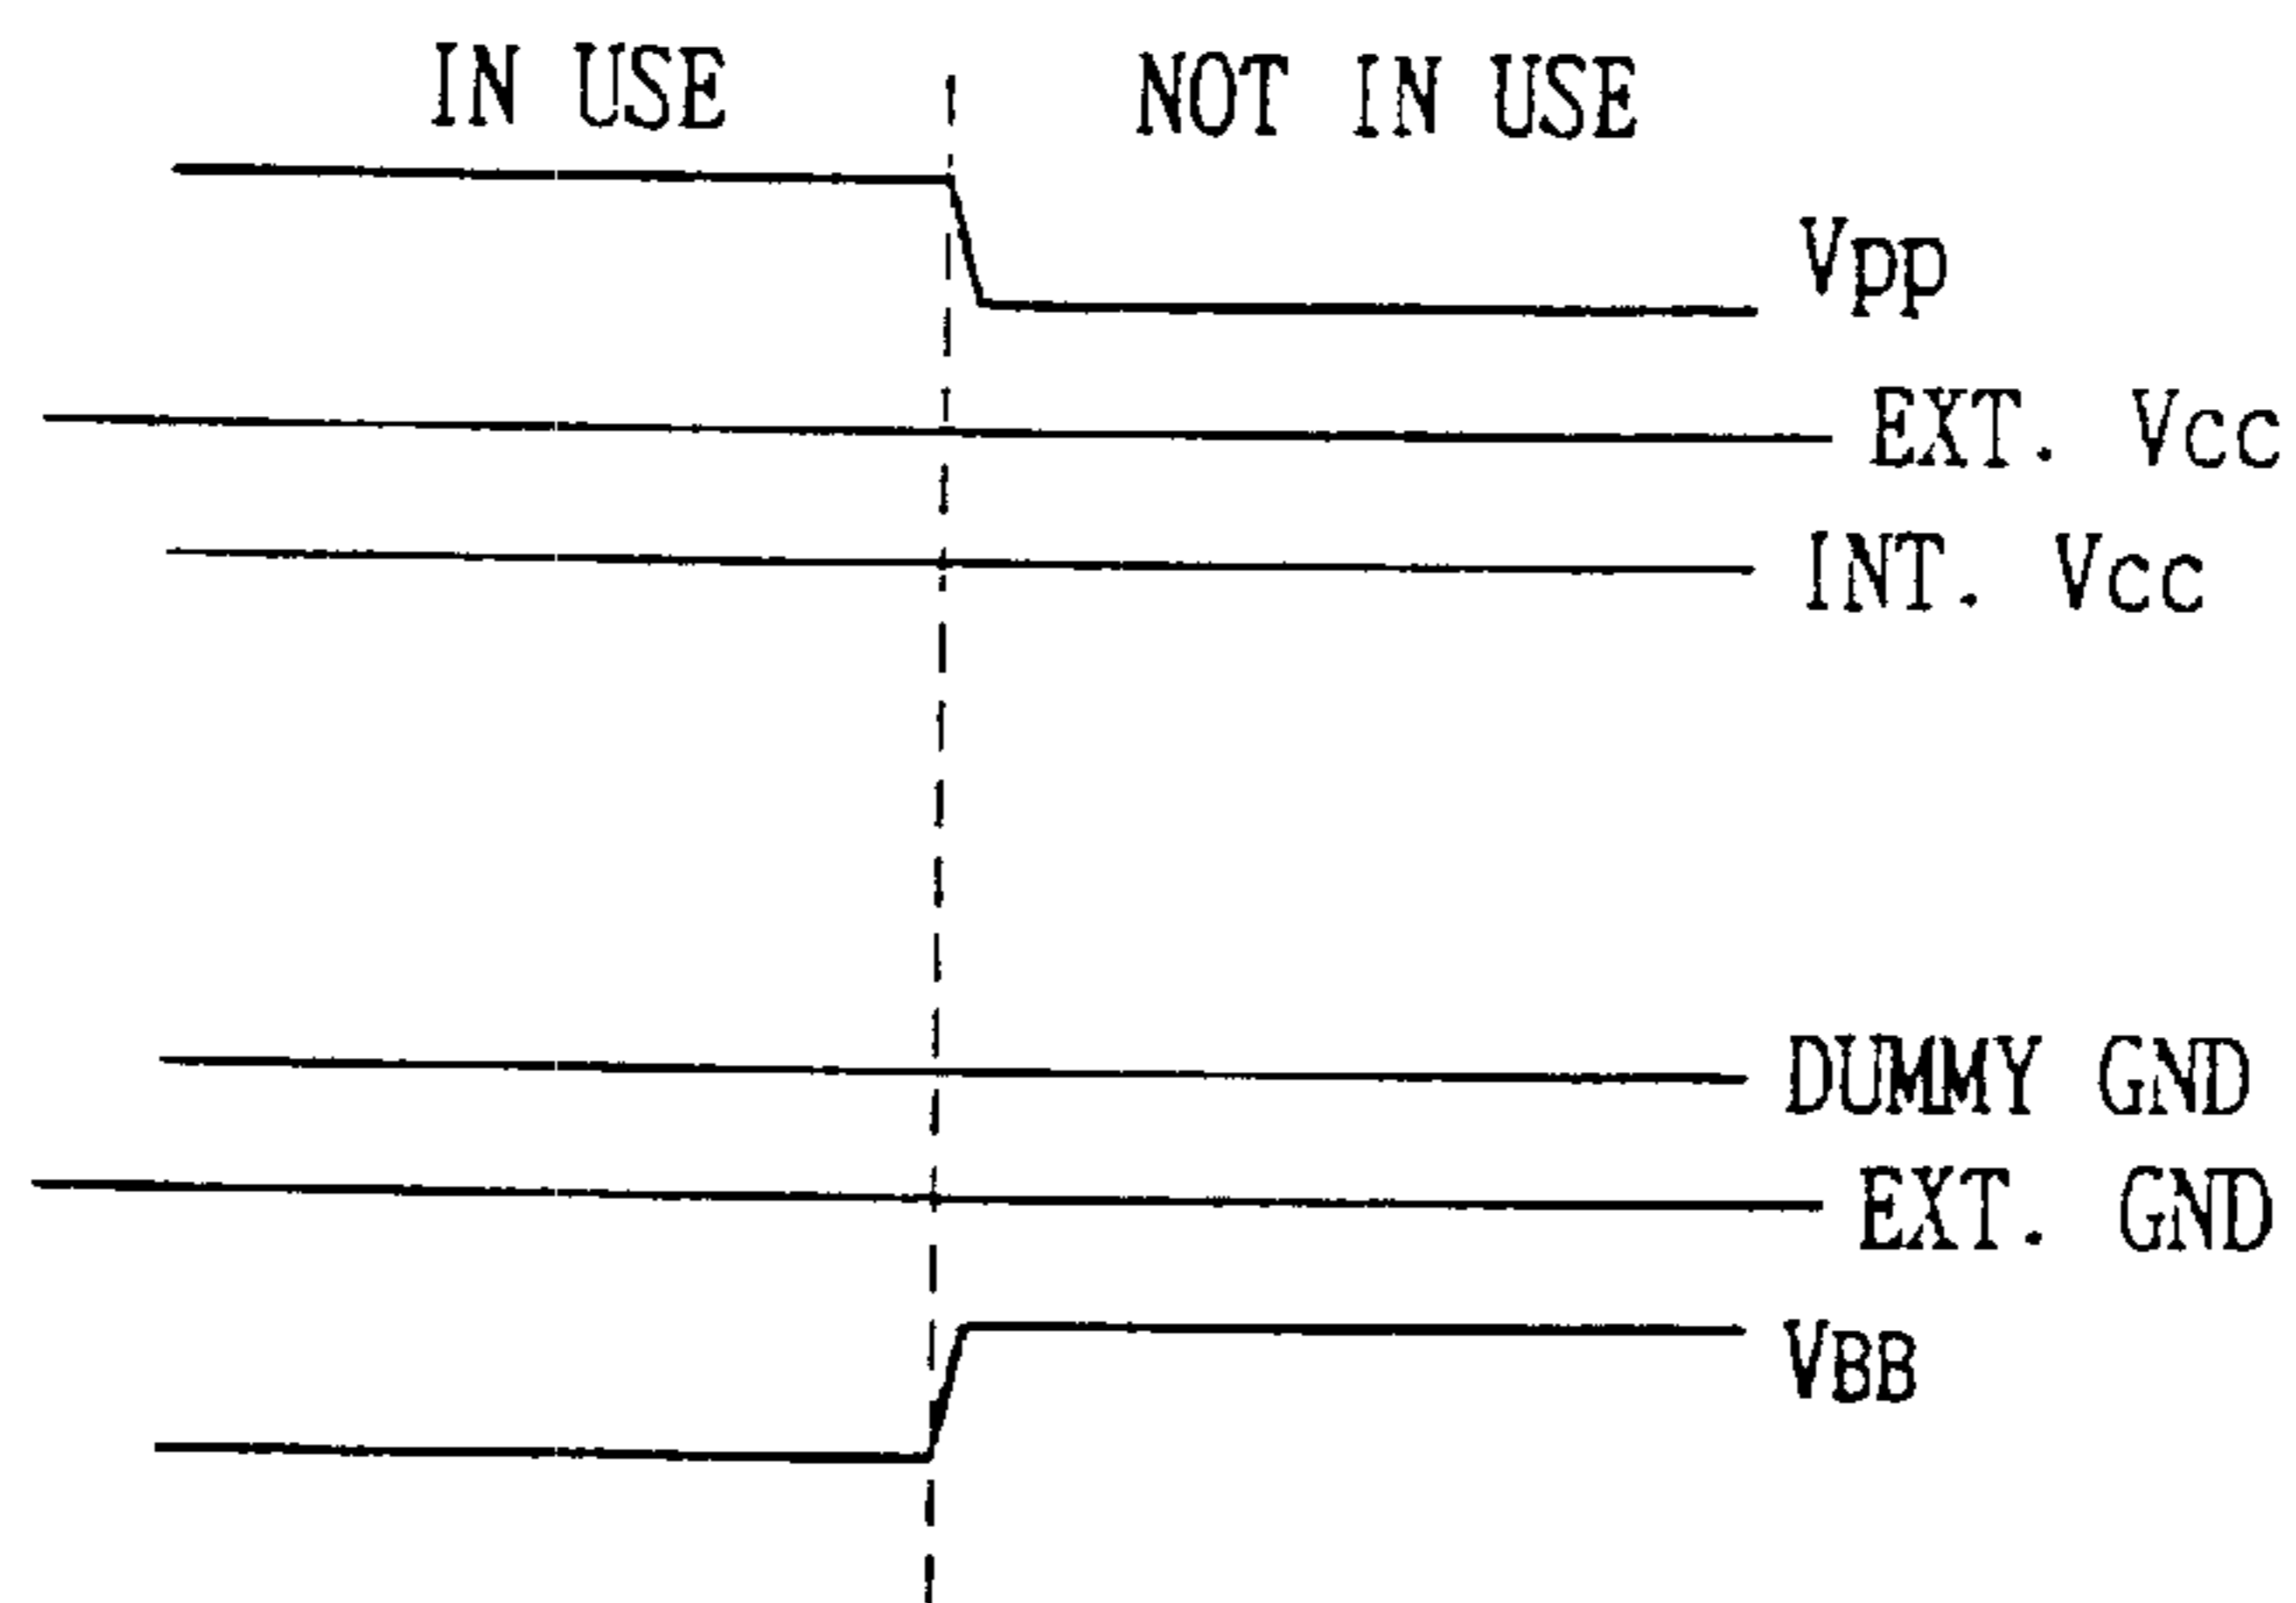 IN USE
NOT IN USE
Vpp
EXT. Vcc
INT. Vcc
DUMMY GND
EXT. GND
VBB